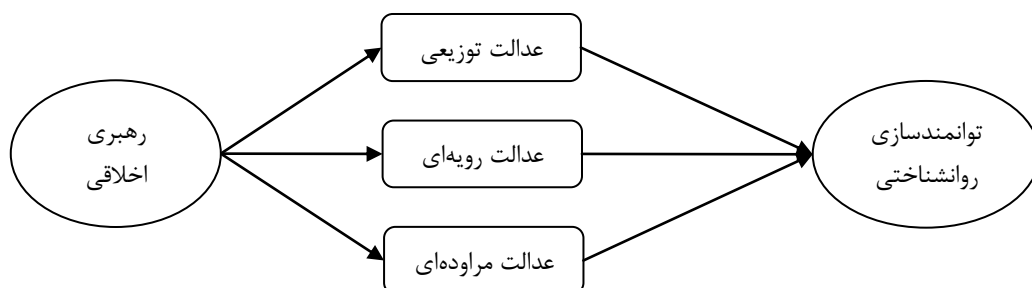 رهبری
اخلاقی
عدالت توزیعی
عدالت رویه‌ای
عدالت مراوده‌ای
توانمندسازی
روانشناختی